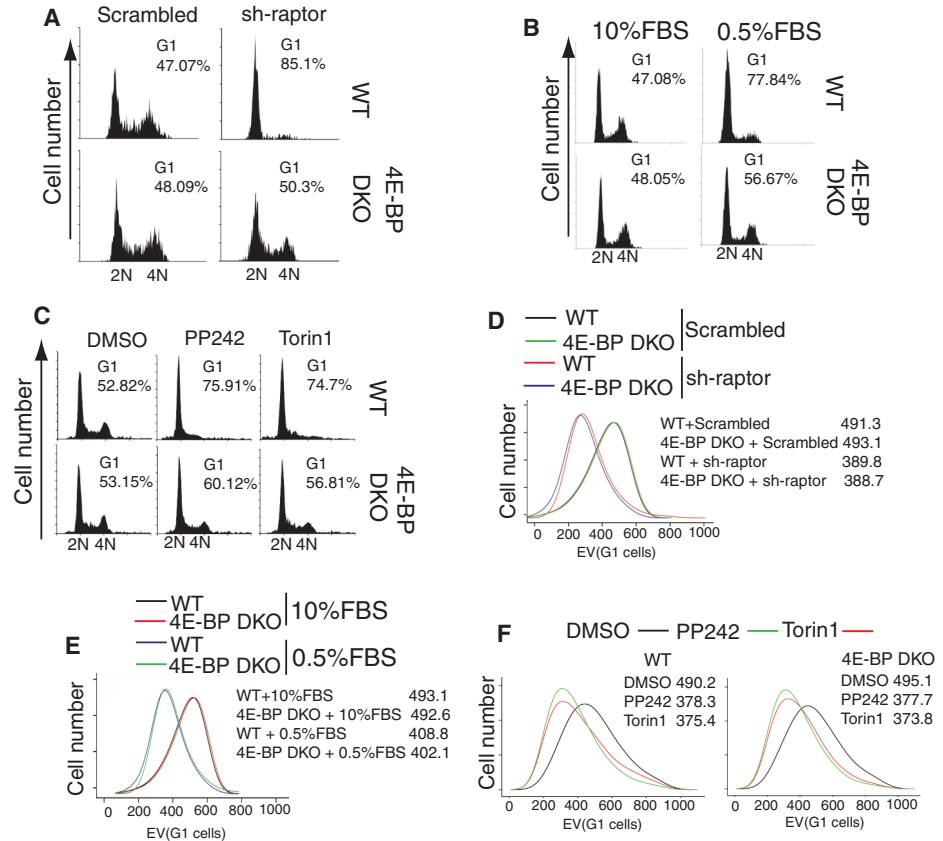 A
Scrambled
sh-raptor
G1
47.07%
G1
85.1%
WT
G1
48.09%
G1
50.3%
4E-BP
DKO
Cell number
2N 4N
2N 4N
B
10%FBS
0.5%FBS
G1
47.08%
G1
77.84%
WT
G1
48.05%
G1
56.67%
4E-BP
DKO
Cell number
2N 4N
2N 4N
C
DMSO
PP242
Torin1
G1
52.82%
G1
75.91%
G1
74.7%
WT
G1
53.15%
G1
60.12%
G1
56.81%
4E-BP
DKO
Cell number
2N 4N
2N 4N
2N 4N
D
WT
4E-BP DKO
Scrambled
WT
4E-BP DKO
sh-raptor
WT+Scrambled 491.3
4E-BP DKO + Scrambled 493.1
WT + sh-raptor 389.8
4E-BP DKO + sh-raptor 388.7
Cell number
0 200 400 600 800 1000
EV(G1 cells)
E
WT
4E-BP DKO
10%FBS
WT
4E-BP DKO
0.5%FBS
WT+10%FBS 493.1
4E-BP DKO + 10%FBS 492.6
WT + 0.5%FBS 408.8
4E-BP DKO + 0.5%FBS 402.1
Cell number
0 200 400 600 800 1000
EV(G1 cells)
F
DMSO PP242 Torin1
WT
DMSO 490.2
PP242 378.3
Torin1 375.4
4E-BP DKO
DMSO 495.1
PP242 377.7
Torin1 373.8
Cell number
0 200 400 600 800 1000
EV(G1 cells)
0 200 400 600 800 1000
EV(G1 cells)